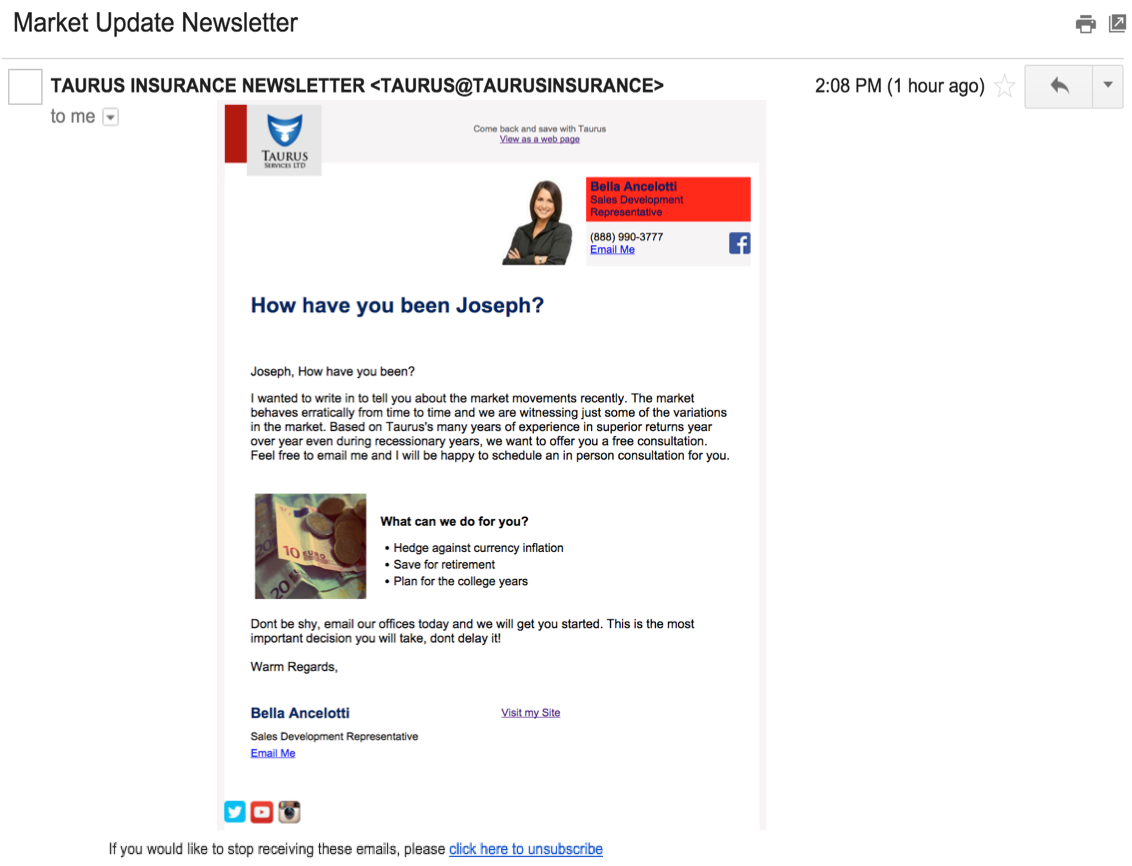 Market Update Newsletter
TAURUS INSURANCE NEWSLETTER <TAURUS@TAURUSINSURANCE>
2:08 PM (1 hour ago)
to me
TAURUS
SERVICES LTD
Come back and save with Taurus
View as a web page
Bella Ancelotti
Sales Development
Representative
(888) 990-3777
Email Me
f
How have you been Joseph?
Joseph, How have you been?
I wanted to write in to tell you about the market movements recently. The market
behaves erratically from time to time and we are witnessing just some of the variations
in the market. Based on Taurus's many years of experience in superior returns year
over year even during recessionary years, we want to offer you a free consultation.
Feel free to email me and I will be happy to schedule an in person consultation for you.
10 EURO
20
What can we do for you?
• Hedge against currency inflation
• Save for retirement
• Plan for the college years
Dont be shy, email our offices today and we will get you started. This is the most
important decision you will take, dont delay it!
Warm Regards,
Bella Ancelotti
Visit my Site
Sales Development Representative
Email Me
If you would like to stop receiving these emails, please click here to unsubscribe